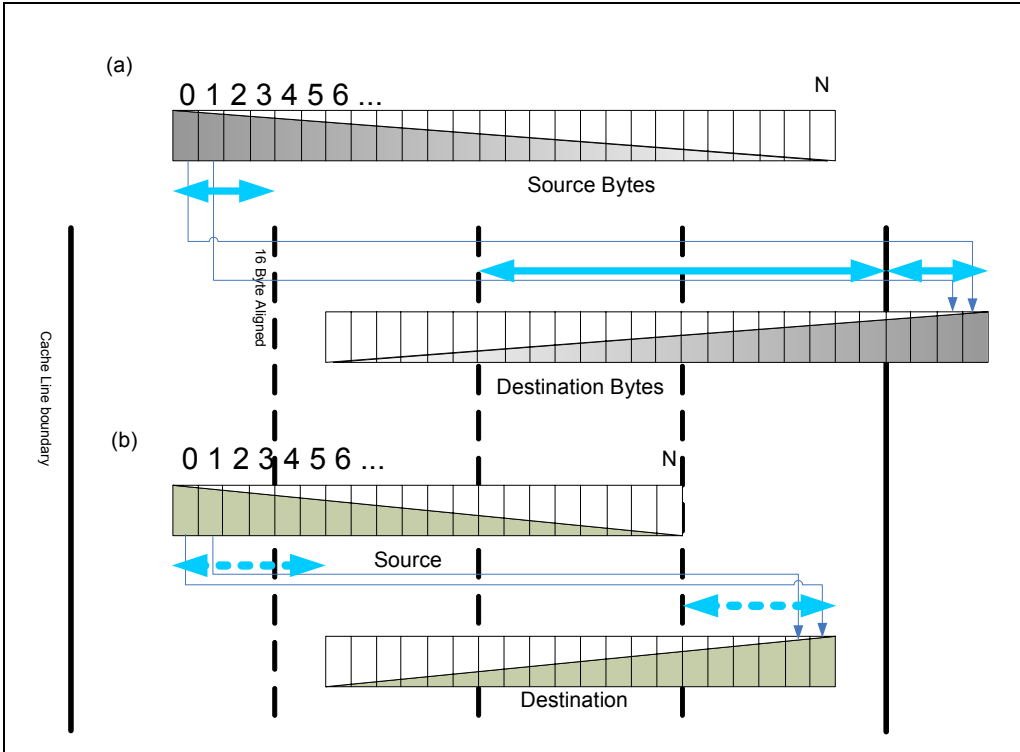 (a)
N
0 1 2 3 4 5 6 ...
Source Bytes
16 Byte Aligned
Cache Line boundary
Destination Bytes
(b)
0 1 2 3 4 5 6 ...
N
Source
Destination